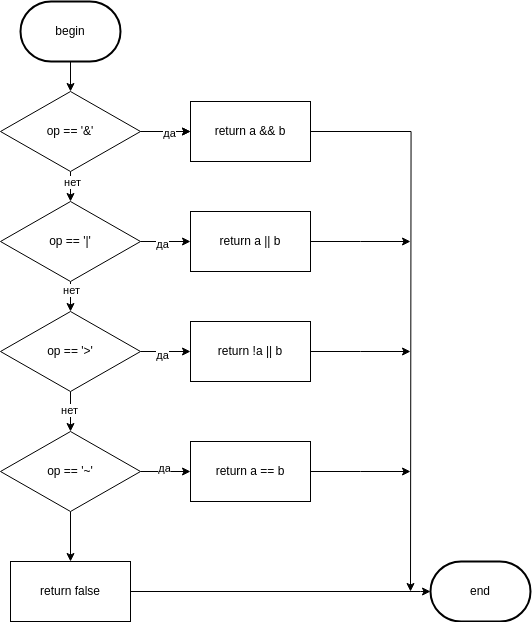 begin
op == '&'
да
return a && b
нет
op == '|'
да
return a || b
нет
op == '>'
да
return !a || b
нет
op == '~'
да
return a == b
return false
end